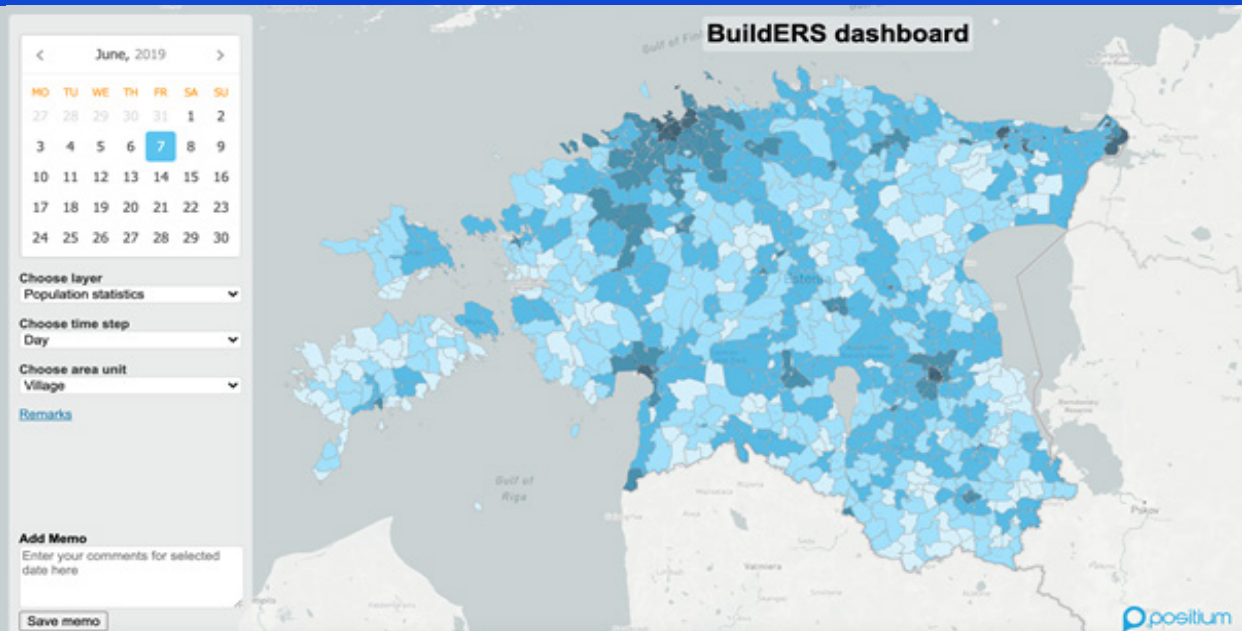 BuildERS dashboard
June, 2019
MO TU WE TH FR SA SU
27 28 29 30 31 1 2
3 4 5 6 7 8 9
10 11 12 13 14 15 16
17 18 19 20 21 22 23
24 25 26 27 28 29 30
Choose layer
Population statistics
Choose time step
Day
Choose area unit
Village
Remarks
Add Memo
Enter your comments for selected
date here
Save memo
Gulf of
Riga
Valmiera
Pskov
positium